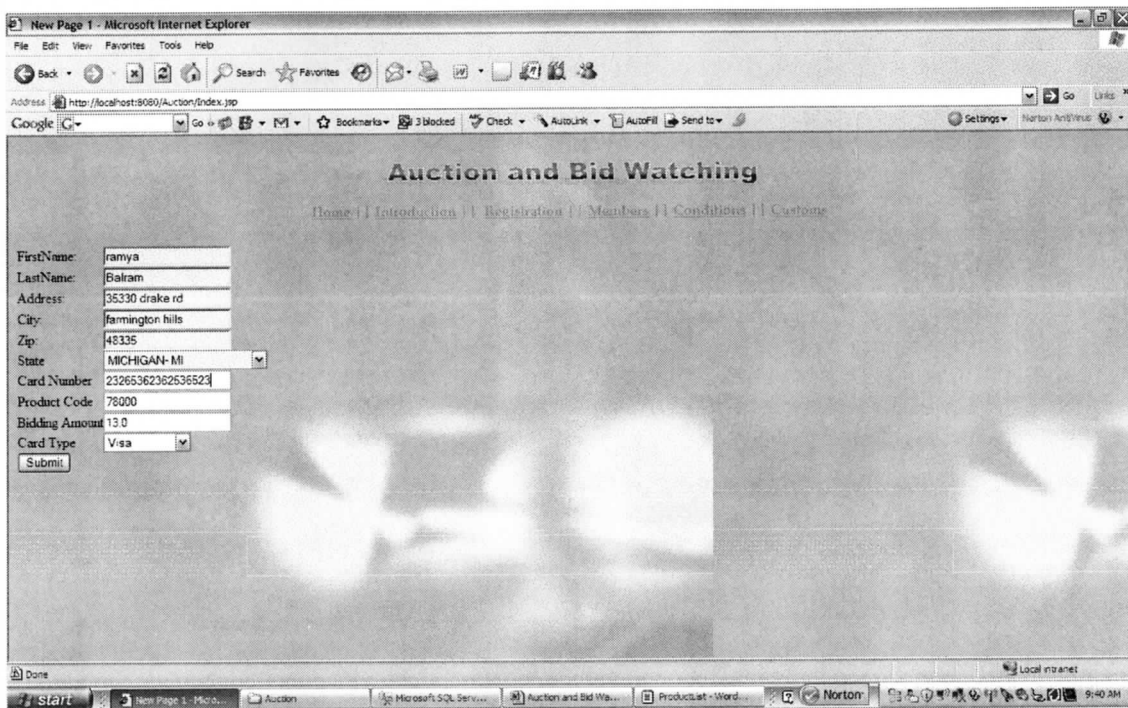 New Page 1 - Microsoft Internet Explorer
File Edit View Favorites Tools Help
Back Search Favorites
Address http://localhost:8080/Auction/Index.jsp Go Links
Google G Go Bookmarks 3 blocked Check AutoLink AutoFill Send to Settings Norton AntiVirus
Auction and Bid Watching
Home || Introduction || Registration || Members || Conditions || Customs
FirstName: ramya
LastName: Balram
Address: 35330 drake rd
City: farmington hills
Zip: 48335
State MICHIGAN- MI
Card Number 23265362362536523
Product Code 78000
Bidding Amount 13.0
Card Type Visa
Submit
Done Local intranet
start New Page 1 - Micro... Auction Microsoft SQL Serv... Auction and Bid Wa... ProductList - Word... Norton 9:40 AM